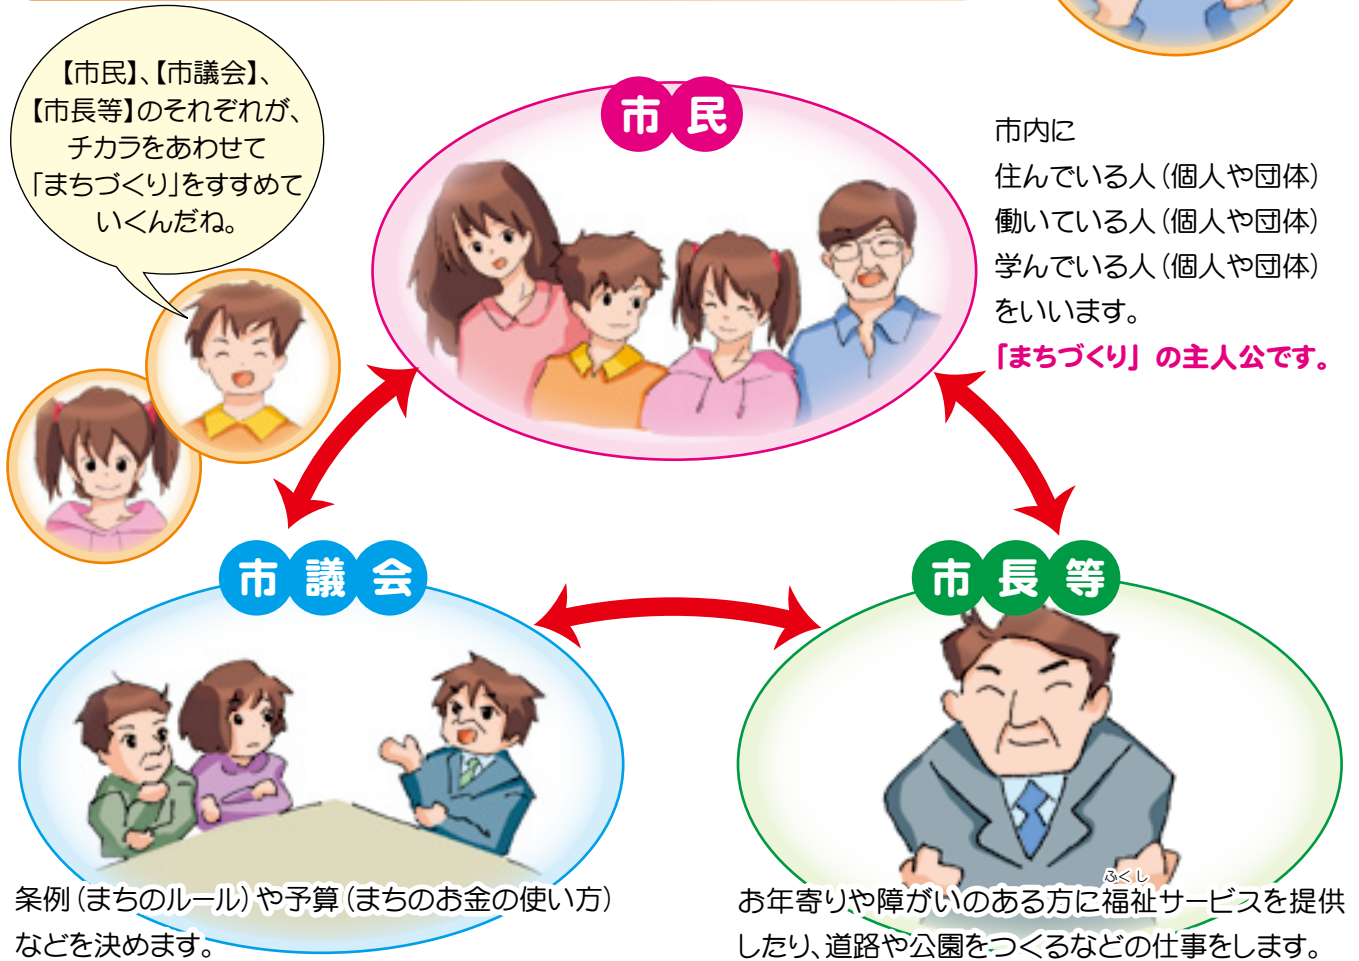 【市民】、【市議会】、
【市長等】のそれぞれが、
チカラをあわせて
「まちづくり」をすすめて
いくんだね。
市民
市内に
住んでいる人（個人や団体）
働いている人（個人や団体）
学んでいる人（個人や団体）
をいいます。
「まちづくり」の主人公です。
市議会
条例（まちのルール）や予算（まちのお金の使い方）
などを決めます。
市長等
ふくし
お年寄りや障がいのある方に福祉サービスを提供
したり、道路や公園をつくるなどの仕事をします。